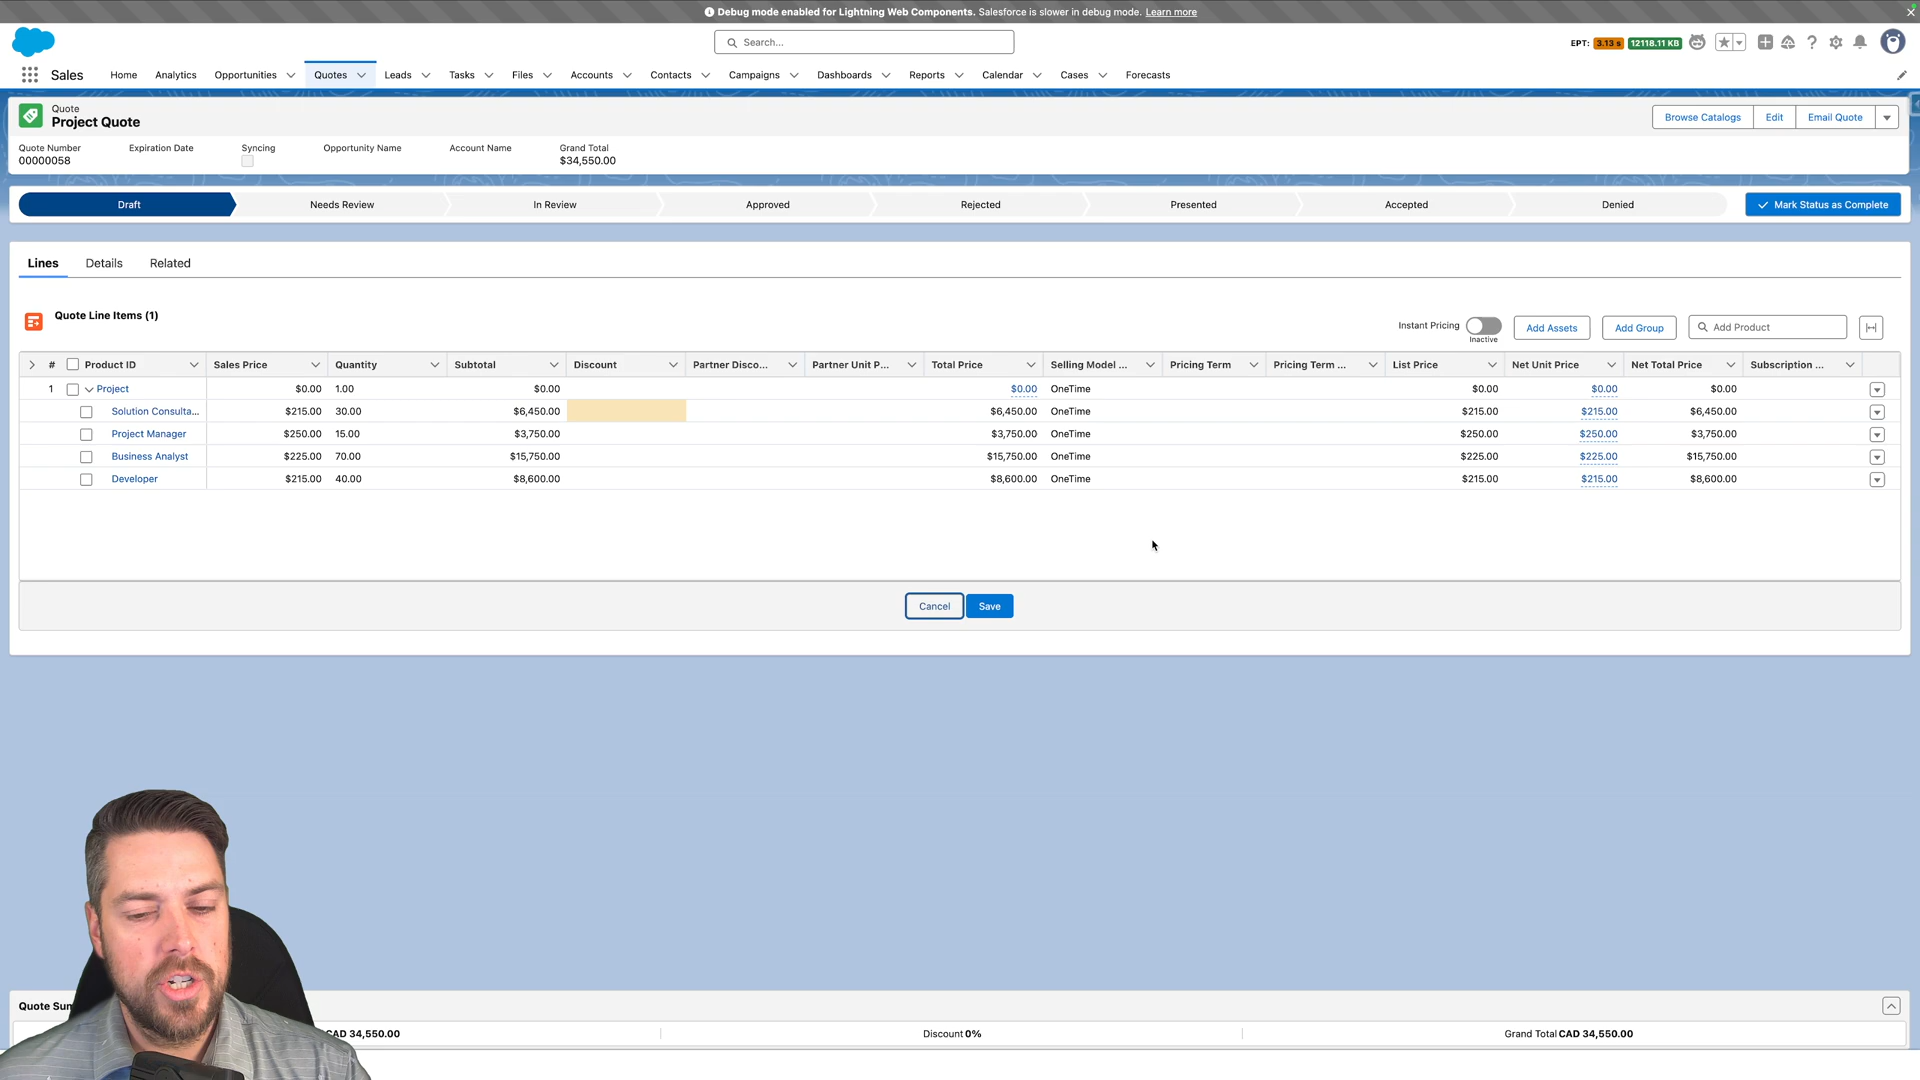 Debug mode enabled for Lightning Web Components. Salesforce is slower in debug mode. Learn more
Search...
EPT: 3.13 s 12118.11 KB
Sales Home Analytics Opportunities Quotes Leads Tasks Files Accounts Contacts Campaigns Dashboards Reports Calendar Cases Forecasts
Quote
Project Quote
Browse Catalogs Edit Email Quote
Quote Number Expiration Date Syncing Opportunity Name Account Name Grand Total
00000058 $34,550.00
Draft Needs Review In Review Approved Rejected Presented Accepted Denied Mark Status as Complete
Lines Details Related
Quote Line Items (1)
Instant Pricing Inactive Add Assets Add Group Add Product
# Product ID Sales Price Quantity Subtotal Discount Partner Disco... Partner Unit P... Total Price Selling Model ... Pricing Term Pricing Term ... List Price Net Unit Price Net Total Price Subscription ...
1 Project $0.00 1.00 $0.00 $0.00 OneTime $0.00 $0.00 $0.00
Solution Consulta... $215.00 30.00 $6,450.00 $6,450.00 OneTime $215.00 $215.00 $6,450.00
Project Manager $250.00 15.00 $3,750.00 $3,750.00 OneTime $250.00 $250.00 $3,750.00
Business Analyst $225.00 70.00 $15,750.00 $15,750.00 OneTime $225.00 $225.00 $15,750.00
Developer $215.00 40.00 $8,600.00 $8,600.00 OneTime $215.00 $215.00 $8,600.00
Cancel Save
Quote Sum
CAD 34,550.00 Discount 0% Grand Total CAD 34,550.00